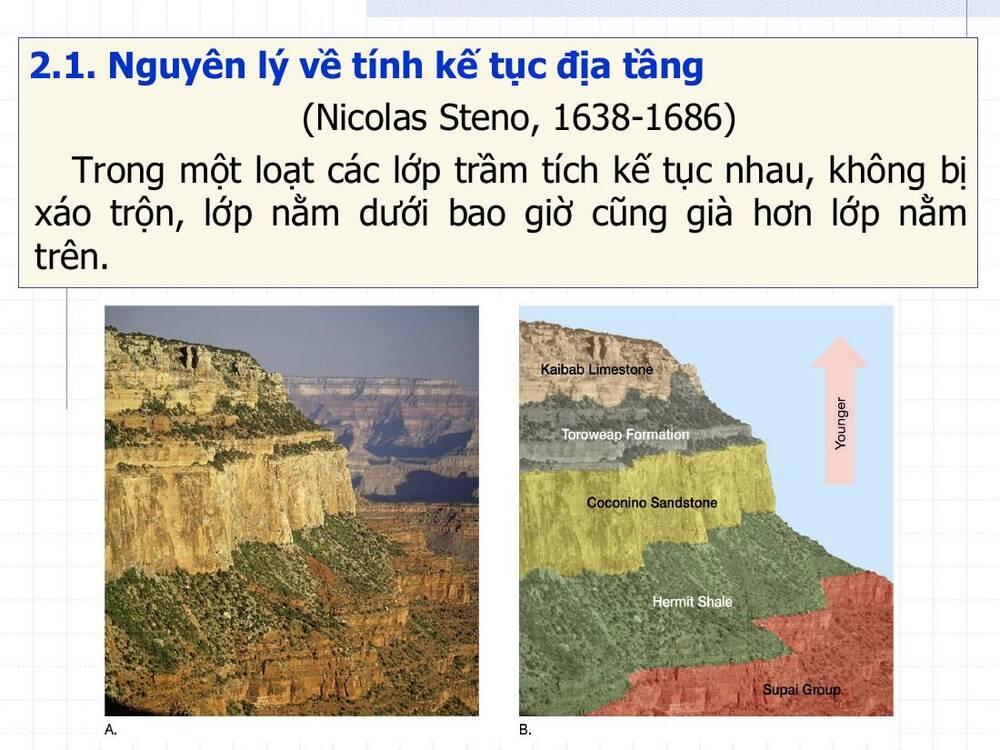 2.1. Nguyên lý về tính kế tục địa tầng
(Nicolas Steno, 1638-1686)
Trong một loạt các lớp trầm tích kế tục nhau, không bị
xáo trộn, lớp nằm dưới bao giờ cũng già hơn lớp nằm
trên.
Kaibab Limestone
Younger
Toroweap Formation
Coconino Sandstone
Hermit Shale
Supai Group
A.
B.